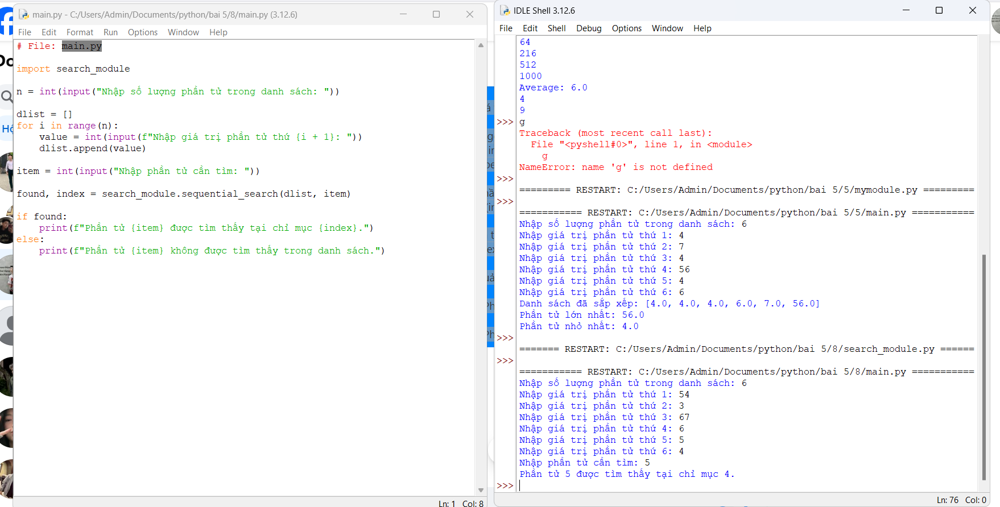 main.py - C:/Users/Admin/Documents/python/bai 5/8/main.py (3.12.6)
File Edit Format Run Options Window Help
# File: main.py
import search_module
n = int(input("Nhập số lượng phần tử trong danh sách: "))
dlist = []
for i in range(n):
    value = int(input(f"Nhập giá trị phần tử thứ {i + 1}: "))
    dlist.append(value)
item = int(input("Nhập phần tử cần tìm: "))
found, index = search_module.sequential_search(dlist, item)
if found:
    print(f"Phần tử {item} được tìm thấy tại chỉ mục {index}.")
else:
    print(f"Phần tử {item} không được tìm thấy trong danh sách.")
Ln: 1 Col: 8
IDLE Shell 3.12.6
File Edit Shell Debug Options Window Help
64
216
512
1000
Average: 6.0
4
9
>>> g
Traceback (most recent call last):
  File "<pyshell#0>", line 1, in <module>
    g
NameError: name 'g' is not defined
>>>
========= RESTART: C:/Users/Admin/Documents/python/bai 5/5/mymodule.py =========
>>>
=========== RESTART: C:/Users/Admin/Documents/python/bai 5/5/main.py ===========
Nhập số lượng phần tử trong danh sách: 6
Nhập giá trị phần tử thứ 1: 4
Nhập giá trị phần tử thứ 2: 7
Nhập giá trị phần tử thứ 3: 4
Nhập giá trị phần tử thứ 4: 56
Nhập giá trị phần tử thứ 5: 4
Nhập giá trị phần tử thứ 6: 6
Danh sách đã sắp xếp: [4.0, 4.0, 4.0, 6.0, 7.0, 56.0]
Phần tử lớn nhất: 56.0
Phần tử nhỏ nhất: 4.0
>>>
======= RESTART: C:/Users/Admin/Documents/python/bai 5/8/search_module.py ======
>>>
=========== RESTART: C:/Users/Admin/Documents/python/bai 5/8/main.py ===========
Nhập số lượng phần tử trong danh sách: 6
Nhập giá trị phần tử thứ 1: 54
Nhập giá trị phần tử thứ 2: 3
Nhập giá trị phần tử thứ 3: 67
Nhập giá trị phần tử thứ 4: 6
Nhập giá trị phần tử thứ 5: 5
Nhập giá trị phần tử thứ 6: 4
Nhập phần tử cần tìm: 5
Phần tử 5 được tìm thấy tại chỉ mục 4.
>>>
Ln: 76 Col: 0